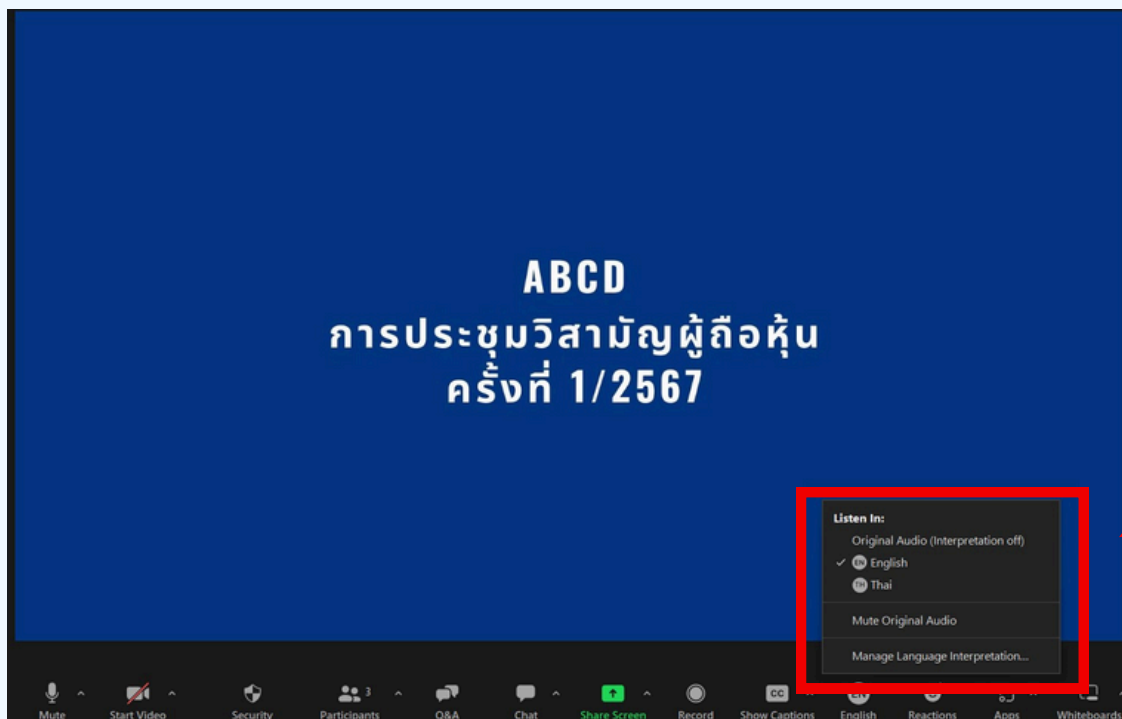 ABCD
การประชุมวิสามัญผู้ถือหุ้น
ครั้งที่ 1/2567
Listen In:
Original Audio (Interpretation off)
EN English
TH Thai
Mute Original Audio
Manage Language Interpretation...
3
CC
EN
Mute
Start Video
Security
Participants
Q&A
Chat
Share Screen
Record
Show Captions
English
Reactions
Apps
Whiteboards